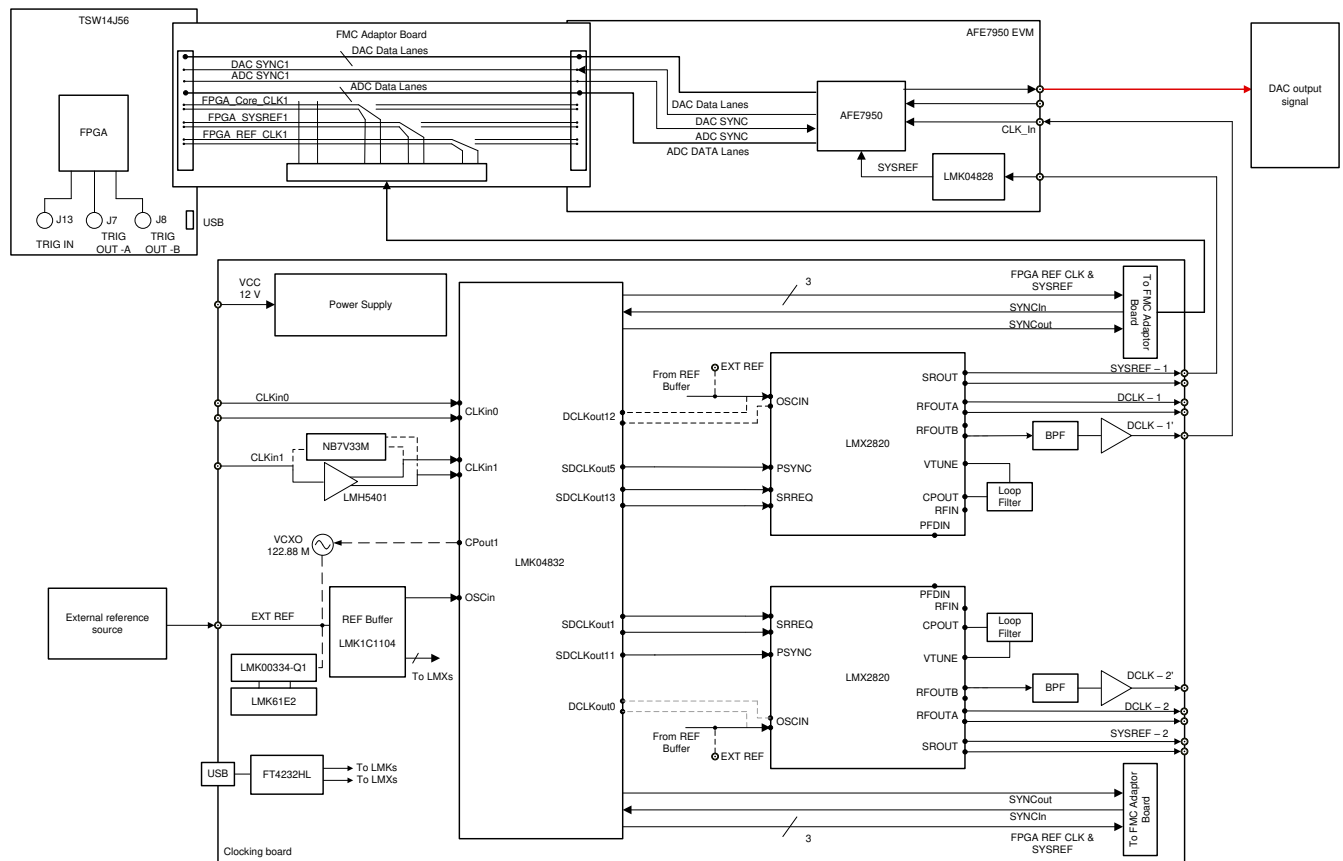 TSW14J56
FMC Adaptor Board
AFE7950 EVM
DAC Data Lanes
DAC SYNC1
ADC SYNC1
ADC Data Lanes
FPGA_Core_CLK1
FPGA_SYSREF1
FPGA_REF_CLK1
FPGA
J13
J7
J8
TRIG IN
TRIG
OUT -A
TRIG
OUT -B
USB
DAC Data Lanes
DAC SYNC
ADC SYNC
ADC DATA Lanes
AFE7950
CLK_In
SYSREF
LMK04828
DAC output
signal
VCC
12 V
Power Supply
3
FPGA REF CLK &
SYSREF
SYNCIn
SYNCout
To FMC Adaptor
Board
CLKin0
CLKin0
CLKin1
CLKin1
NB7V33M
LMH5401
VCXO
122.88 M
CPout1
LMK04832
OSCin
External reference
source
EXT REF
REF Buffer
LMK1C1104
To LMXs
LMK00334-Q1
LMK61E2
USB
FT4232HL
To LMKs
To LMXs
Clocking board
DCLKout12
SDCLKout5
SDCLKout13
SDCLKout1
SDCLKout11
DCLKout0
From REF
Buffer
EXT REF
OSCIN
PSYNC
SRREQ
LMX2820
SROUT
RFOUTA
RFOUTB
VTUNE
CPOUT
RFIN
PFDIN
Loop
Filter
BPF
SYSREF – 1
DCLK – 1
DCLK – 1'
PFDIN
RFIN
CPOUT
VTUNE
RFOUTB
RFOUTA
SROUT
SRREQ
PSYNC
OSCIN
LMX2820
Loop
Filter
BPF
DCLK – 2'
DCLK – 2
SYSREF – 2
From REF
Buffer
EXT REF
SYNCout
SYNCIn
3
FPGA REF CLK &
SYSREF
To FMC Adaptor
Board